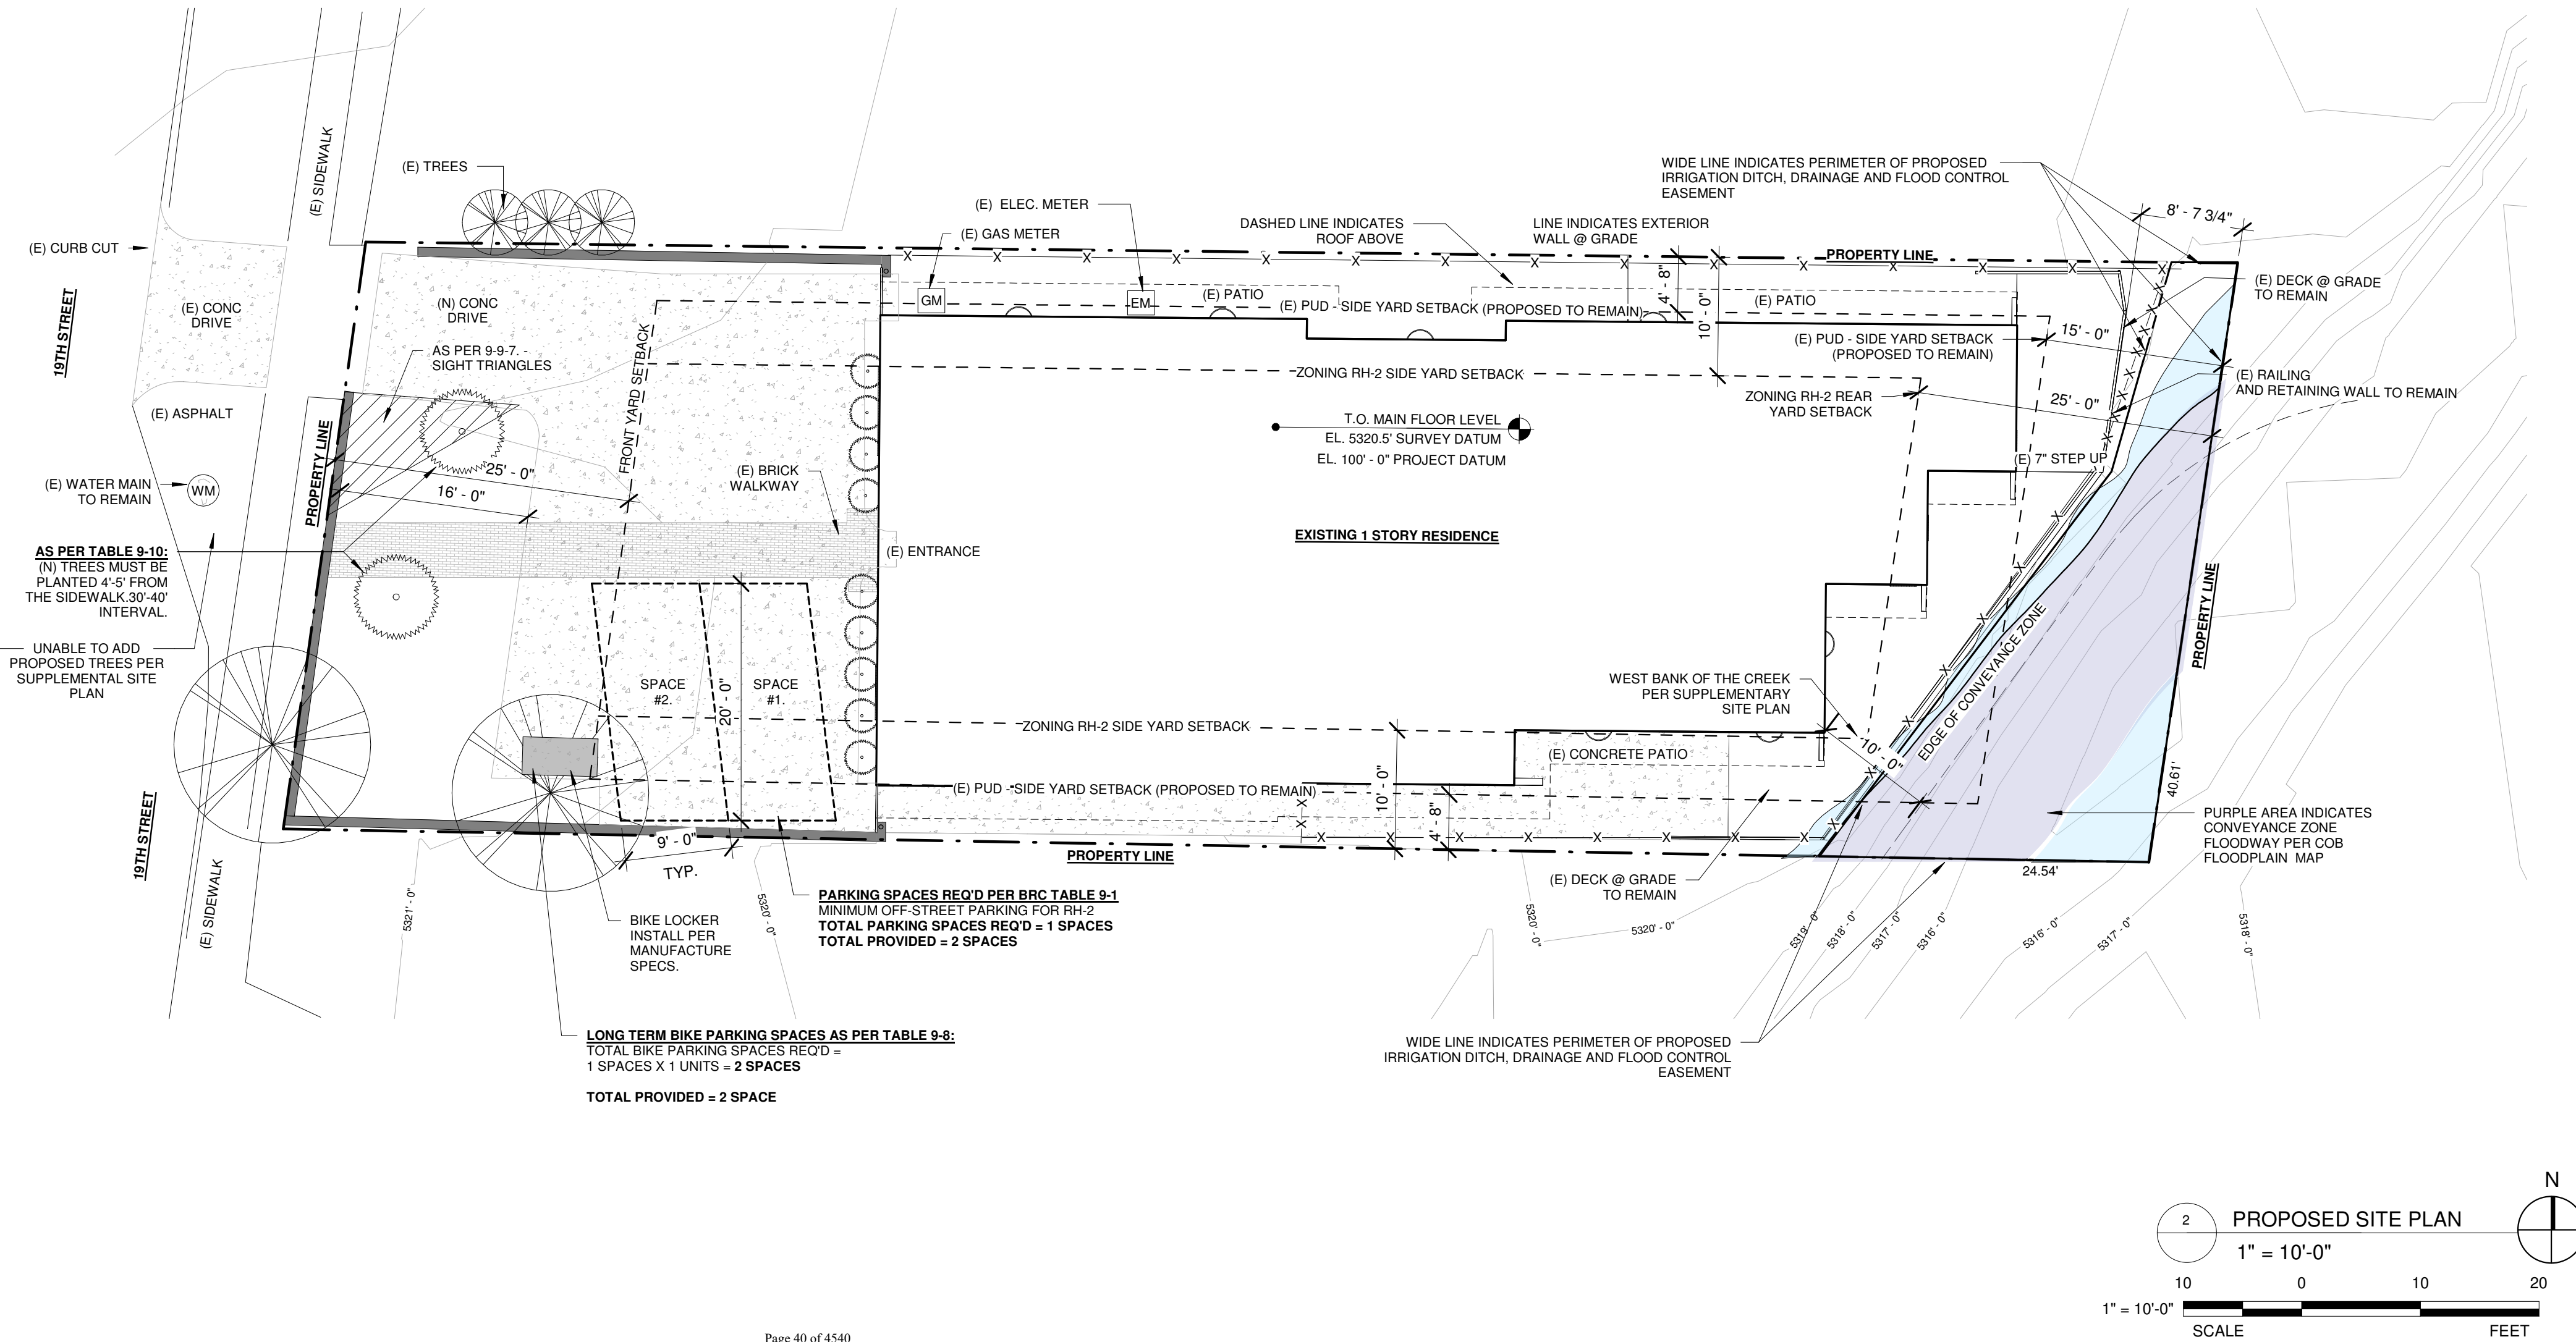 (E) SIDEWALK
(E) TREES
(E) CURB CUT
19TH STREET
(E) CONC
DRIVE
(N) CONC
DRIVE
AS PER 9-9-7. -
SIGHT TRIANGLES
(E) ASPHALT
PROPERTY LINE
FRONT YARD SETBACK
25' - 0"
16' - 0"
(E) WATER MAIN
TO REMAIN
WM
AS PER TABLE 9-10:
(N) TREES MUST BE
PLANTED 4'-5' FROM
THE SIDEWALK.30'-40'
INTERVAL.
UNABLE TO ADD
PROPOSED TREES PER
SUPPLEMENTAL SITE
PLAN
19TH STREET
(E) SIDEWALK
(E) BRICK
WALKWAY
(E) ENTRANCE
SPACE
#2.
20' - 0"
SPACE
#1.
9' - 0"
TYP.
5321' - 0"
5320' - 0"
BIKE LOCKER
INSTALL PER
MANUFACTURE
SPECS.
PARKING SPACES REQ'D PER BRC TABLE 9-1
MINIMUM OFF-STREET PARKING FOR RH-2
TOTAL PARKING SPACES REQ'D = 1 SPACES
TOTAL PROVIDED = 2 SPACES
LONG TERM BIKE PARKING SPACES AS PER TABLE 9-8:
TOTAL BIKE PARKING SPACES REQ'D =
1 SPACES X 1 UNITS = 2 SPACES
TOTAL PROVIDED = 2 SPACE
(E) ELEC. METER
(E) GAS METER
GM
EM
(E) PATIO
DASHED LINE INDICATES
ROOF ABOVE
LINE INDICATES EXTERIOR
WALL @ GRADE
WIDE LINE INDICATES PERIMETER OF PROPOSED
IRRIGATION DITCH, DRAINAGE AND FLOOD CONTROL
EASEMENT
8' - 7 3/4"
PROPERTY LINE
4' - 8"
10' - 0"
(E) PUD - SIDE YARD SETBACK (PROPOSED TO REMAIN)
(E) PATIO
(E) DECK @ GRADE
TO REMAIN
15' - 0"
(E) PUD - SIDE YARD SETBACK
(PROPOSED TO REMAIN)
ZONING RH-2 SIDE YARD SETBACK
ZONING RH-2 REAR
YARD SETBACK
25' - 0"
(E) RAILING
AND RETAINING WALL TO REMAIN
T.O. MAIN FLOOR LEVEL
EL. 5320.5' SURVEY DATUM
EL. 100' - 0" PROJECT DATUM
(E) 7" STEP UP
EXISTING 1 STORY RESIDENCE
PROPERTY LINE
EDGE OF CONVEYANCE ZONE
WEST BANK OF THE CREEK
PER SUPPLEMENTARY
SITE PLAN
10' - 0"
ZONING RH-2 SIDE YARD SETBACK
(E) CONCRETE PATIO
(E) PUD - SIDE YARD SETBACK (PROPOSED TO REMAIN)
10' - 0"
4' - 8"
40.61'
PURPLE AREA INDICATES
CONVEYANCE ZONE
FLOODWAY PER COB
FLOODPLAIN MAP
PROPERTY LINE
24.54'
(E) DECK @ GRADE
TO REMAIN
5320' - 0"
5320' - 0"
5319' - 0"
5318' - 0"
5317' - 0"
5316' - 0"
5316' - 0"
5317' - 0"
5318' - 0"
WIDE LINE INDICATES PERIMETER OF PROPOSED
IRRIGATION DITCH, DRAINAGE AND FLOOD CONTROL
EASEMENT
N
2
PROPOSED SITE PLAN
1" = 10'-0"
10 0 10 20
1" = 10'-0"
SCALE FEET
Page 40 of 4540